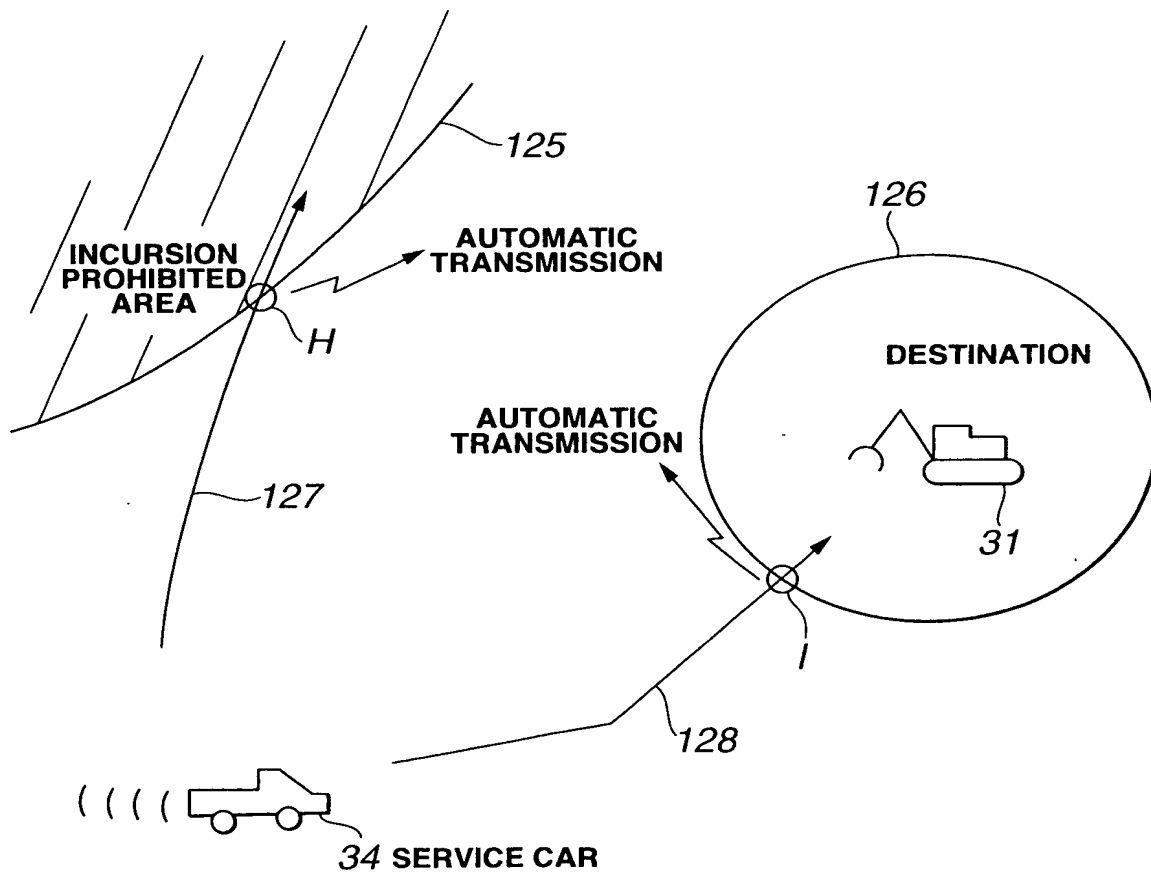 125
126
INCURSION
PROHIBITED
AREA
AUTOMATIC
TRANSMISSION
H
DESTINATION
AUTOMATIC
TRANSMISSION
127
31
I
128
34 SERVICE CAR